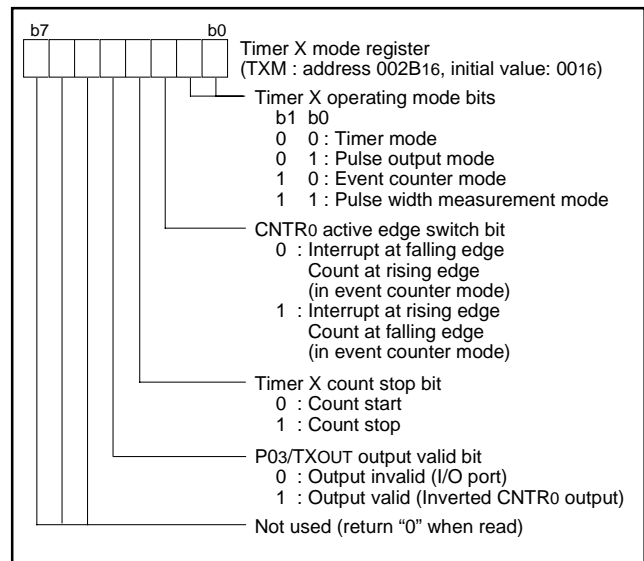 b7 b0
Timer X mode register
(TXM : address 002B16, initial value: 0016)
Timer X operating mode bits
b1 b0
0 0 : Timer mode
0 1 : Pulse output mode
1 0 : Event counter mode
1 1 : Pulse width measurement mode
CNTR0 active edge switch bit
0 : Interrupt at falling edge
Count at rising edge
(in event counter mode)
1 : Interrupt at rising edge
Count at falling edge
(in event counter mode)
Timer X count stop bit
0 : Count start
1 : Count stop
P03/TXOUT output valid bit
0 : Output invalid (I/O port)
1 : Output valid (Inverted CNTR0 output)
Not used (return “0” when read)